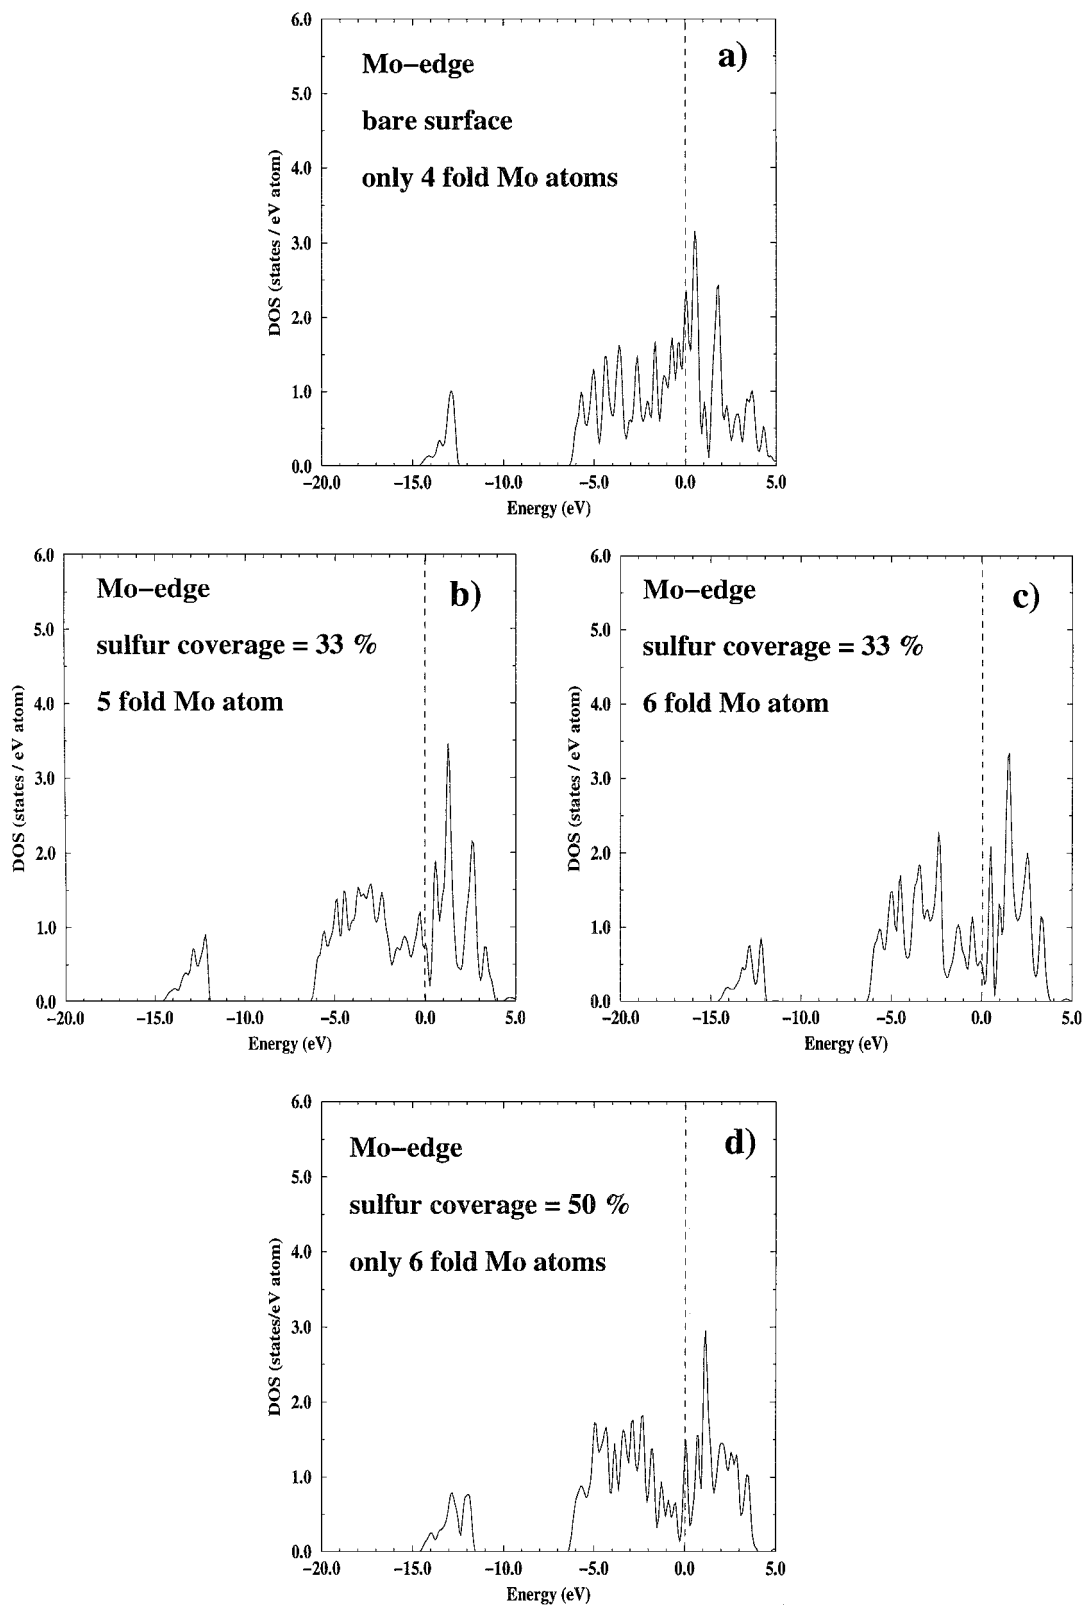 6.0
a)
Mo−edge
5.0
bare surface
4.0
only 4 fold Mo atoms
DOS (states / eV atom)
3.0
2.0
1.0
0.0
−20.0 −15.0 −10.0 −5.0 0.0 5.0
Energy (eV)
6.0
b)
Mo−edge
5.0
sulfur coverage = 33 %
4.0
5 fold Mo atom
DOS (states / eV atom)
3.0
2.0
1.0
0.0
−20.0 −15.0 −10.0 −5.0 0.0 5.0
Energy (eV)
6.0
c)
Mo−edge
5.0
sulfur coverage = 33 %
4.0
6 fold Mo atom
DOS (states / eV atom)
3.0
2.0
1.0
0.0
−20.0 −15.0 −10.0 −5.0 0.0 5.0
Energy (eV)
6.0
d)
Mo−edge
5.0
sulfur coverage = 50 %
4.0
only 6 fold Mo atoms
DOS (states/eV atom)
3.0
2.0
1.0
0.0
−20.0 −15.0 −10.0 −5.0 0.0 5.0
Energy (eV)